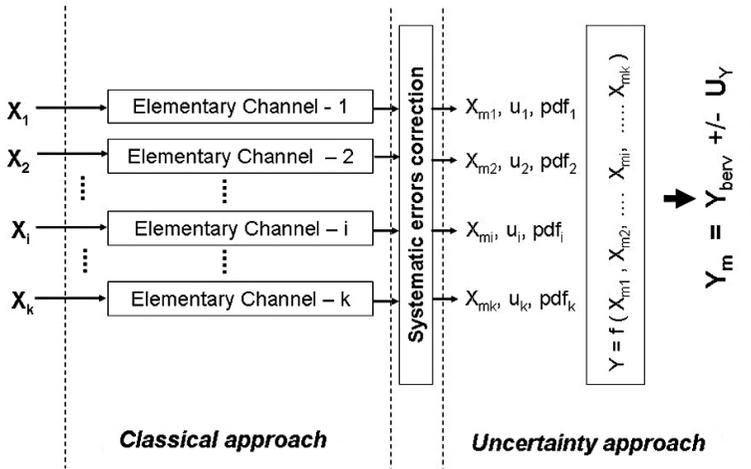 X1 Elementary Channel - 1 Xm1, u1, pdf1
X2 Elementary Channel – 2 Xm2, u2, pdf2
Xi Elementary Channel – i Xmi, ui, pdfi
Xk Elementary Channel – k Xmk, uk, pdfk
Systematic errors correction
Y = f ( Xm1 , Xm2, .... Xmi, ..... Xmk )
Ym = Yberv +/- UY
Classical approach
Uncertainty approach